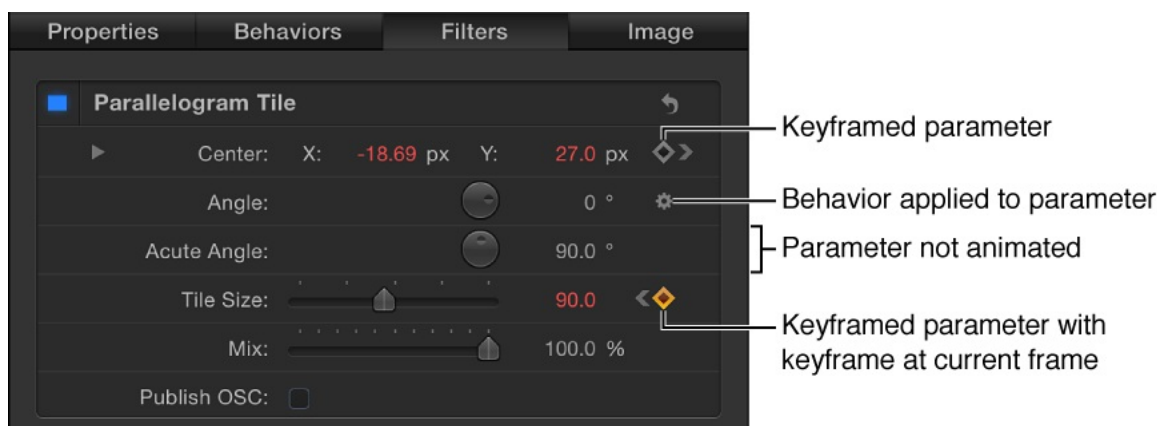 Properties Behaviors Filters Image
Parallelogram Tile
Keyframed parameter
Center: X: -18.69 px Y: 27.0 px
Angle: 0 °
Behavior applied to parameter
Acute Angle: 90.0 °
Parameter not animated
Tile Size: 90.0
Keyframed parameter with
keyframe at current frame
Mix: 100.0 %
Publish OSC: